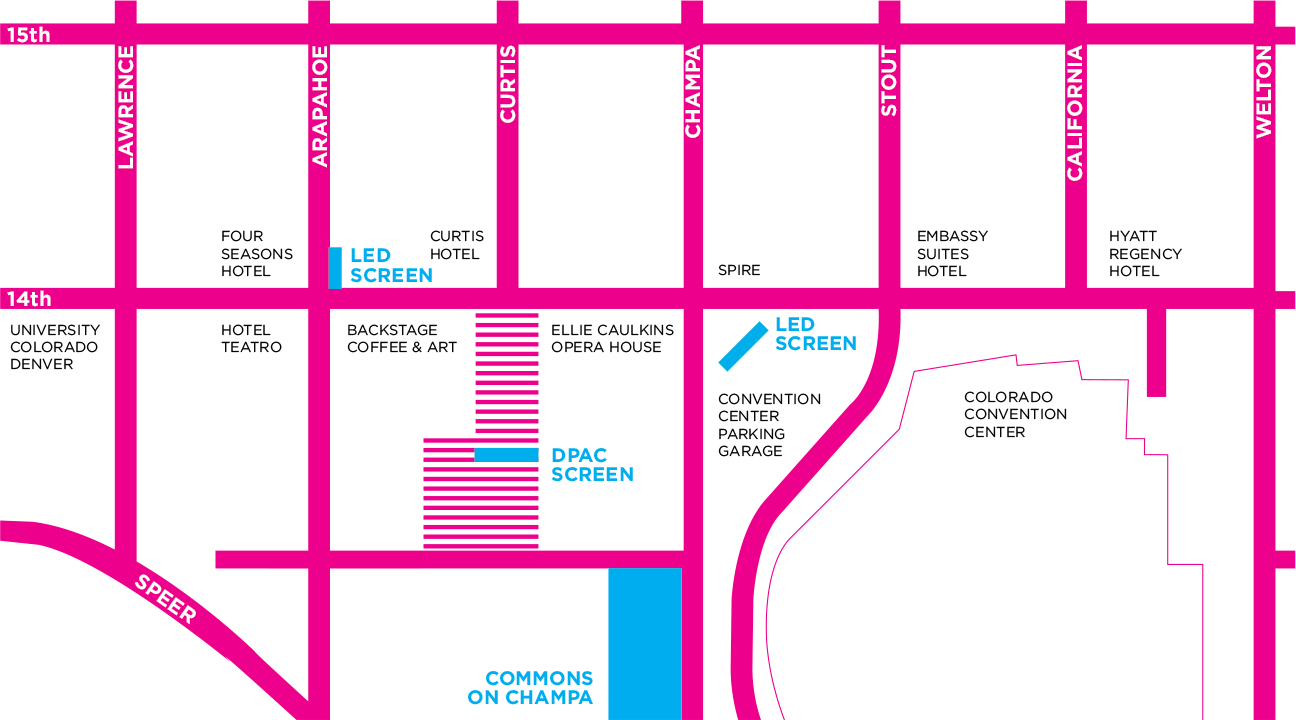 15th
LAWRENCE
ARAPAHOE
CURTIS
CHAMPA
STOUT
CALIFORNIA
WELTON
FOUR
SEASONS
HOTEL
LED
SCREEN
CURTIS
HOTEL
SPIRE
EMBASSY
SUITES
HOTEL
HYATT
REGENCY
HOTEL
14th
UNIVERSITY
COLORADO
DENVER
HOTEL
TEATRO
BACKSTAGE
COFFEE & ART
ELLIE CAULKINS
OPERA HOUSE
LED
SCREEN
CONVENTION
CENTER
PARKING
GARAGE
COLORADO
CONVENTION
CENTER
DPAC
SCREEN
SPEER
COMMONS
ON CHAMPA